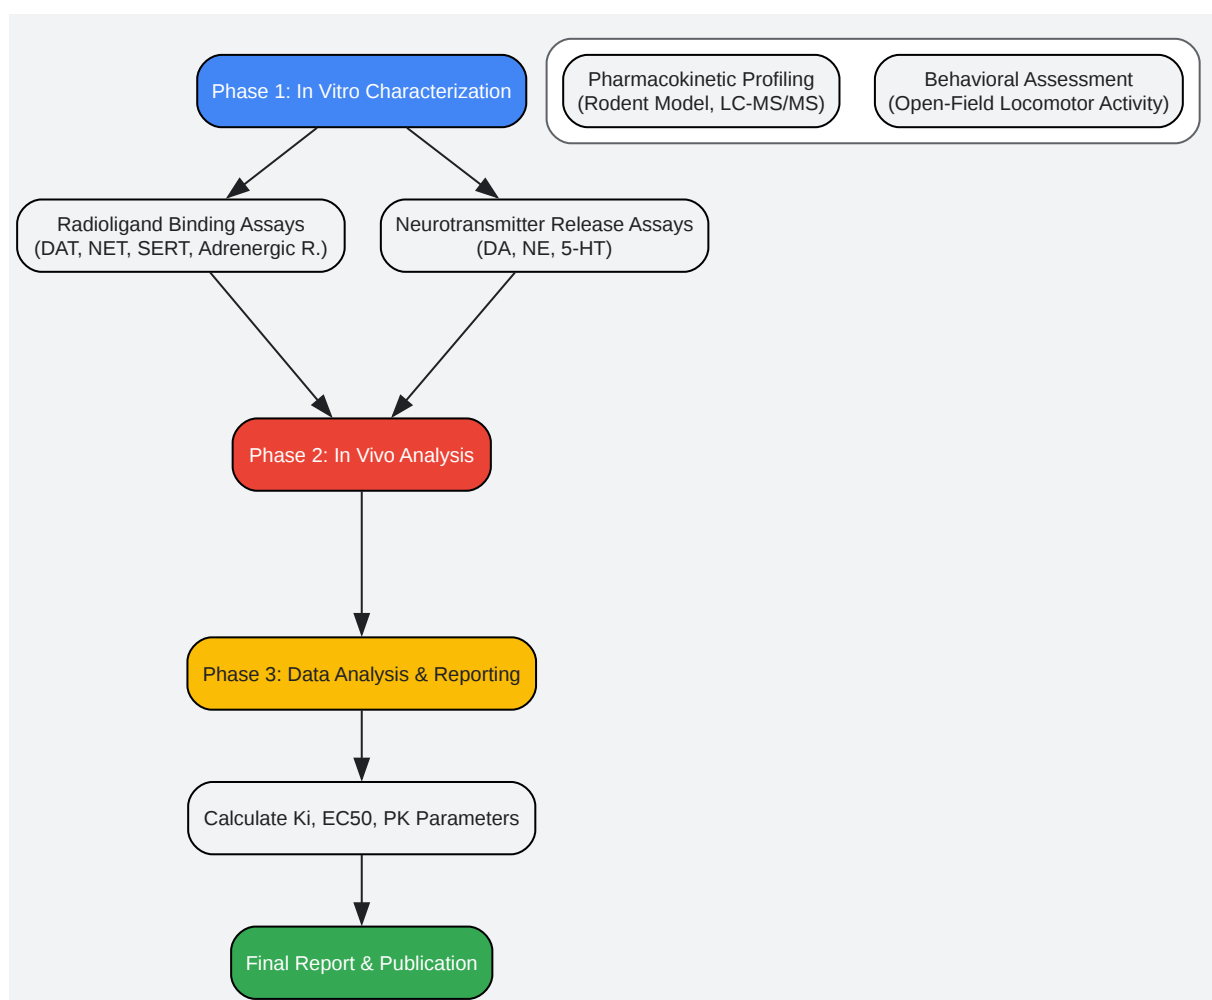 Phase 1: In Vitro Characterization
Pharmacokinetic Profiling
(Rodent Model, LC-MS/MS)
Behavioral Assessment
(Open-Field Locomotor Activity)
Radioligand Binding Assays
(DAT, NET, SERT, Adrenergic R.)
Neurotransmitter Release Assays
(DA, NE, 5-HT)
Phase 2: In Vivo Analysis
Phase 3: Data Analysis & Reporting
Calculate Ki, EC50, PK Parameters
Final Report & Publication